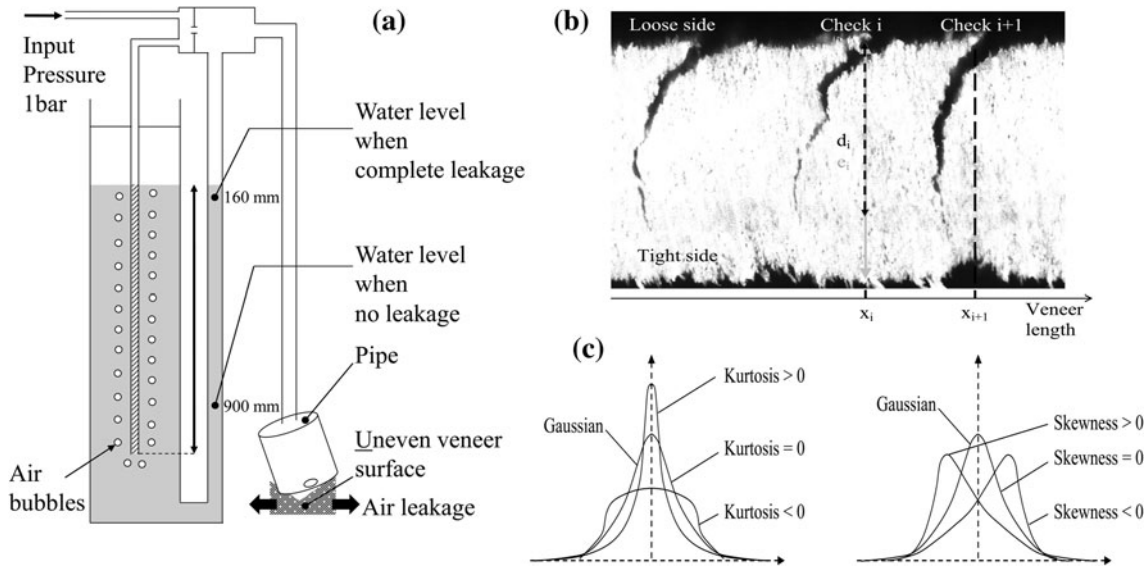 (a)
Input
Pressure
1bar
Water level
when
complete leakage
160 mm
Water level
when
no leakage
Pipe
900 mm
Uneven veneer
surface
Air
bubbles
Air leakage
(b)
Loose side
Check i
Check i+1
di
ei
Tight side
xi
xi+1
Veneer
length
(c)
Kurtosis > 0
Gaussian
Kurtosis = 0
Kurtosis < 0
Gaussian
Skewness > 0
Skewness = 0
Skewness < 0